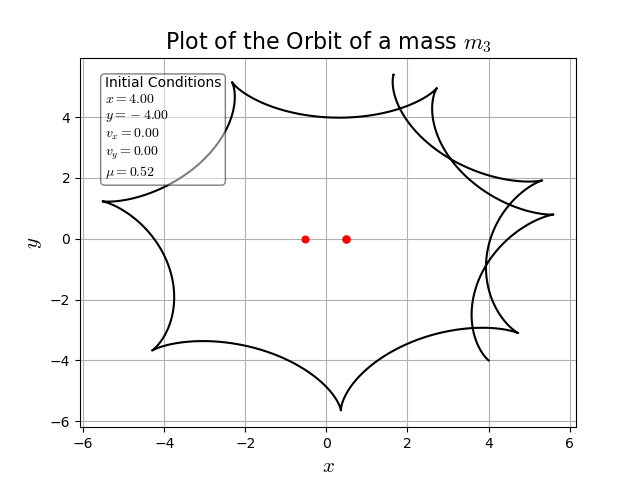 Plot of the Orbit of a mass m₃
Initial Conditions
x = 4.00
y = − 4.00
vₓ = 0.00
v_y = 0.00
μ = 0.52
4
2
0
−2
−4
−6
y
−6 −4 −2 0 2 4 6
x